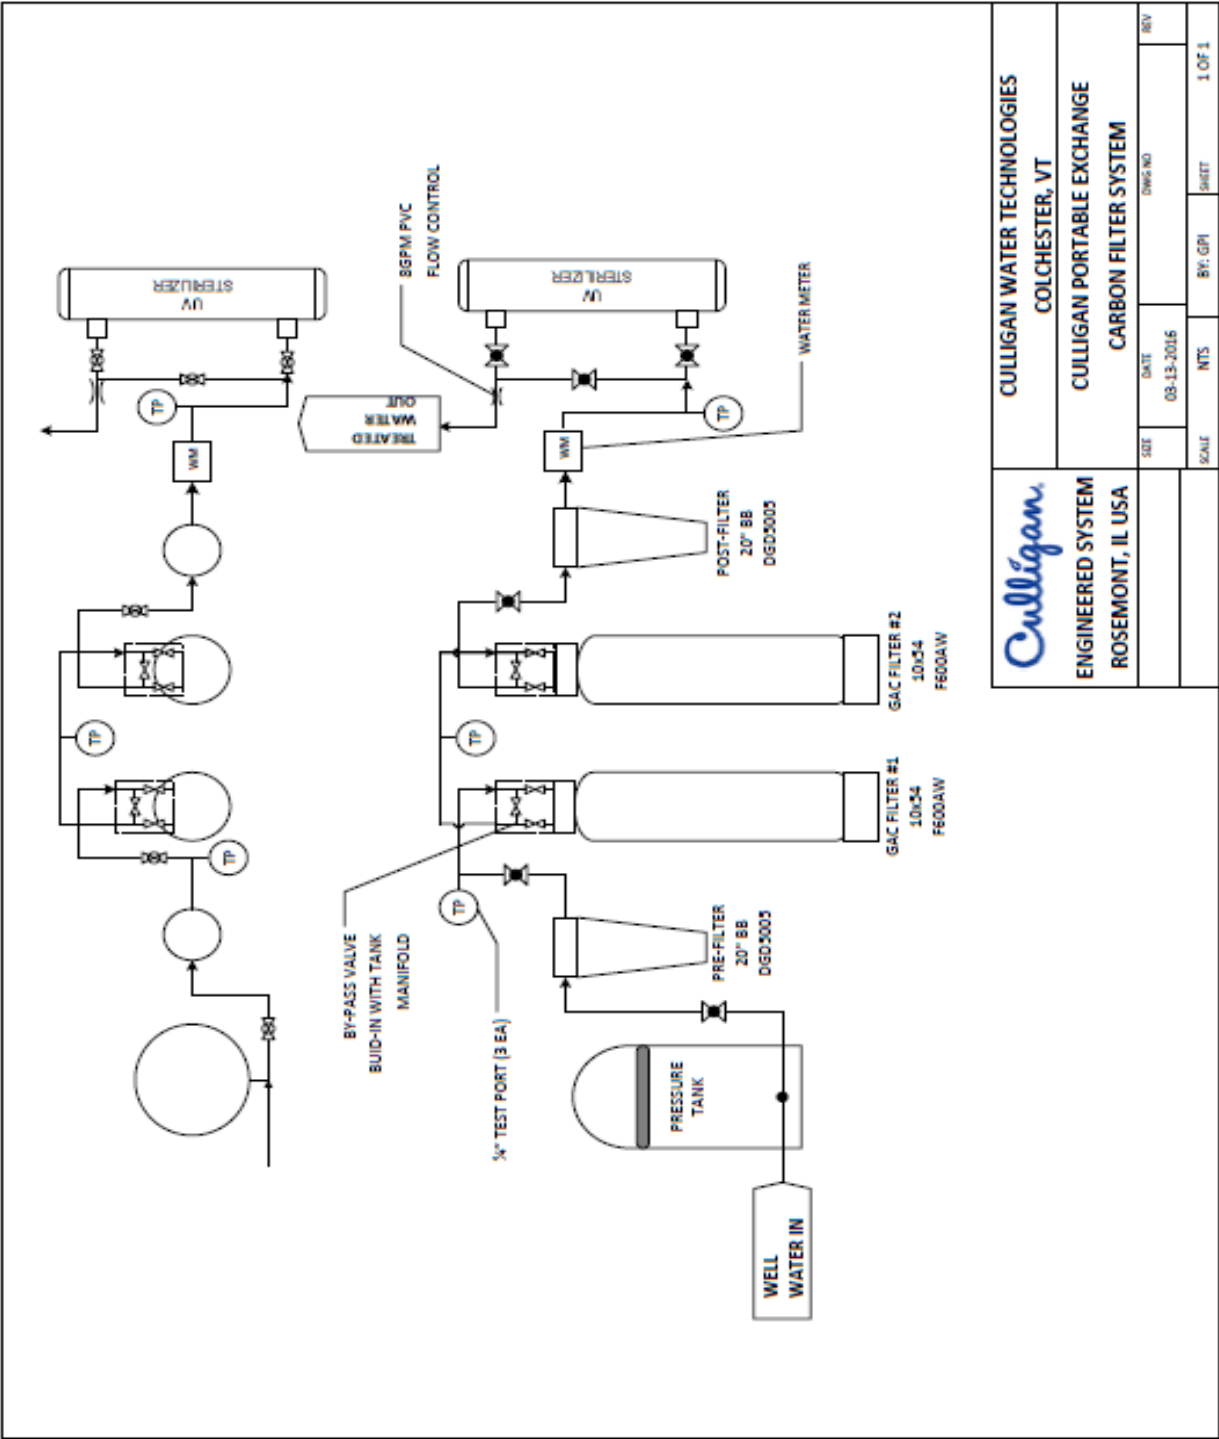 UV
STERILIZER
8GPM PVC
FLOW CONTROL
TP
WM
TREATED
WATER
OUT
UV
STERILIZER
WATER METER
WM
TP
POST-FILTER
20" BB
DGD5005
TP
TP
GAC FILTER #2
10x54
F600AW
GAC FILTER #1
10x54
F600AW
TP
TP
BY-PASS VALVE
BUID-IN WITH TANK
MANIFOLD
¼" TEST PORT (3 EA)
PRE-FILTER
20" BB
DGD5005
PRESSURE
TANK
WELL
WATER IN
Culligan.
ENGINEERED SYSTEM
ROSEMONT, IL USA
CULLIGAN WATER TECHNOLOGIES
COLCHESTER, VT
CULLIGAN PORTABLE EXCHANGE
CARBON FILTER SYSTEM
SIZE
DATE
03-13-2016
DWG NO
REV
SCALE
NTS
BY: GPI
SHEET
1 OF 1